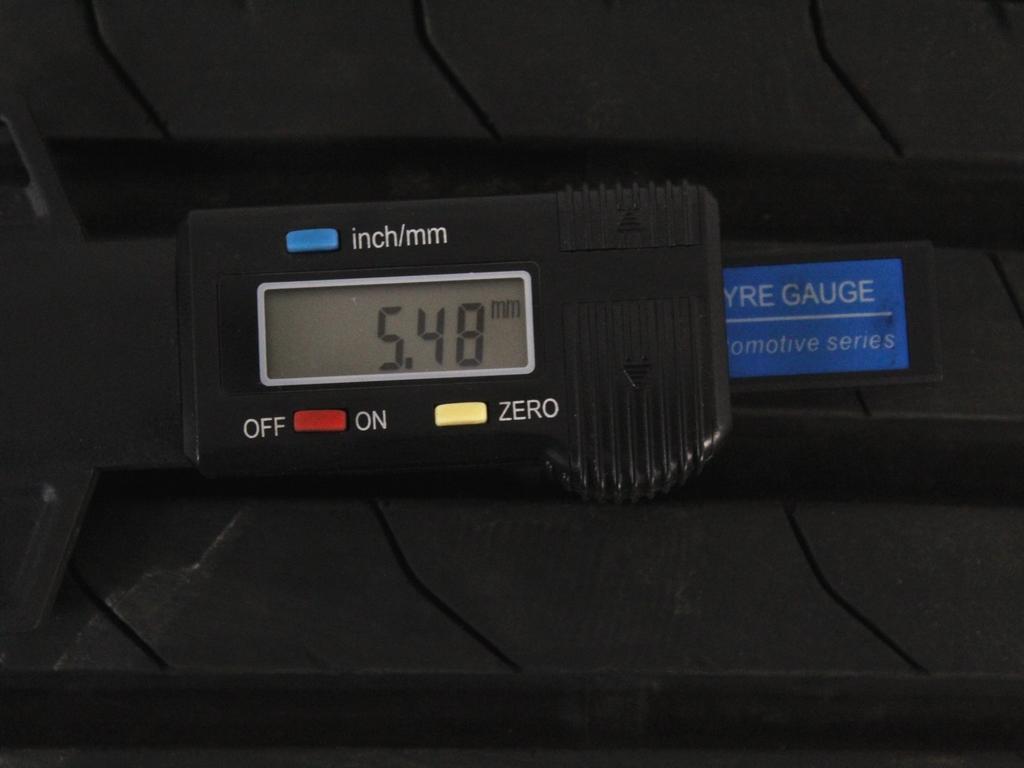 inch/mm
5.48 mm
OFF ON ZERO
YRE GAUGE
omotive series